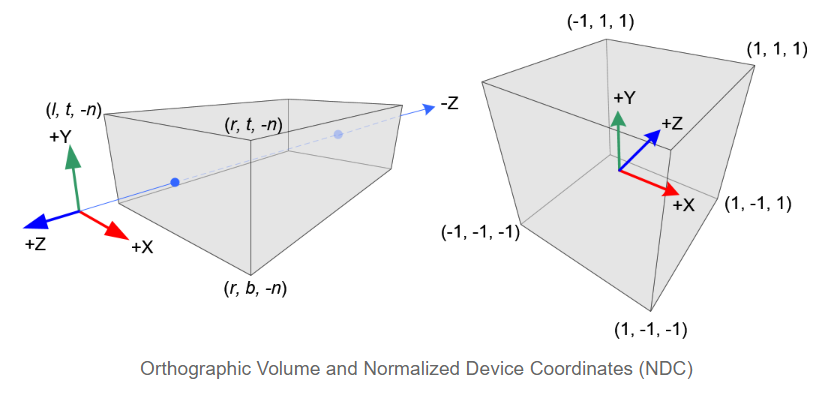 (-1, 1, 1)
(1, 1, 1)
(l, t, -n)
(r, t, -n)
-Z
+Y
+Y
+Z
+Z
+X
+X
(1, -1, 1)
(-1, -1, -1)
(r, b, -n)
(1, -1, -1)
Orthographic Volume and Normalized Device Coordinates (NDC)